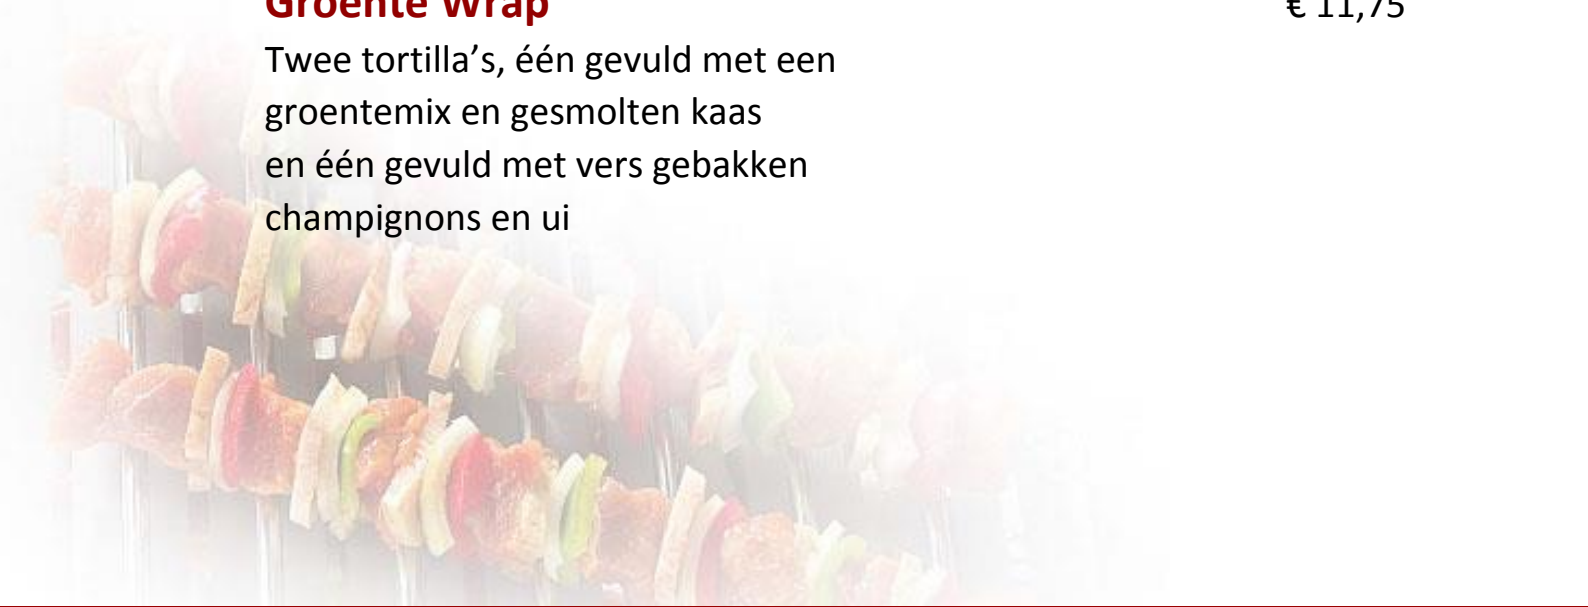 Groente Wrap € 11,75
Twee tortilla’s, één gevuld met een
groentemix en gesmolten kaas
en één gevuld met vers gebakken
champignons en ui